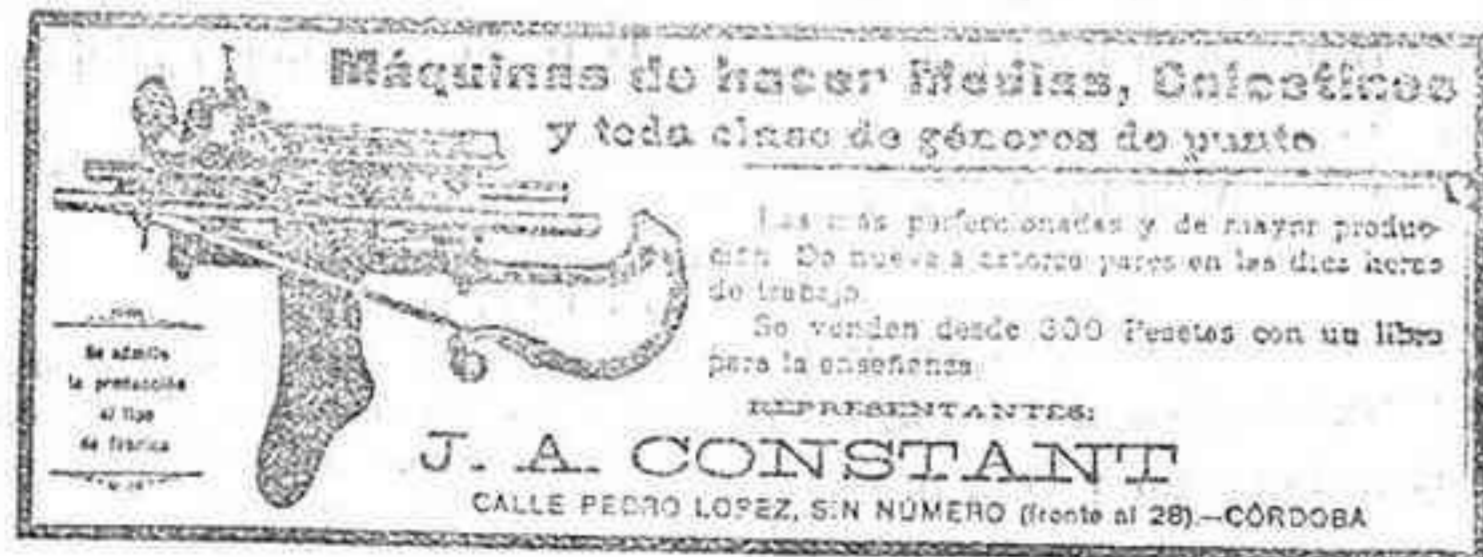 Máquinas de hacer Medias, Calcetines
y toda clase de géneros de punto
Las más perfeccionadas y de mayor produc-
ción. De nueve a catorce pares en las diez horas
de trabajo.
Se venden desde 300 Pesetas con un libro
para la enseñanza.
Se admite
la producción
al tipo
de fábrica
REPRESENTANTES:
J. A. CONSTANT
CALLE PEDRO LOPEZ, SIN NÚMERO (frente al 28).—CÓRDOBA